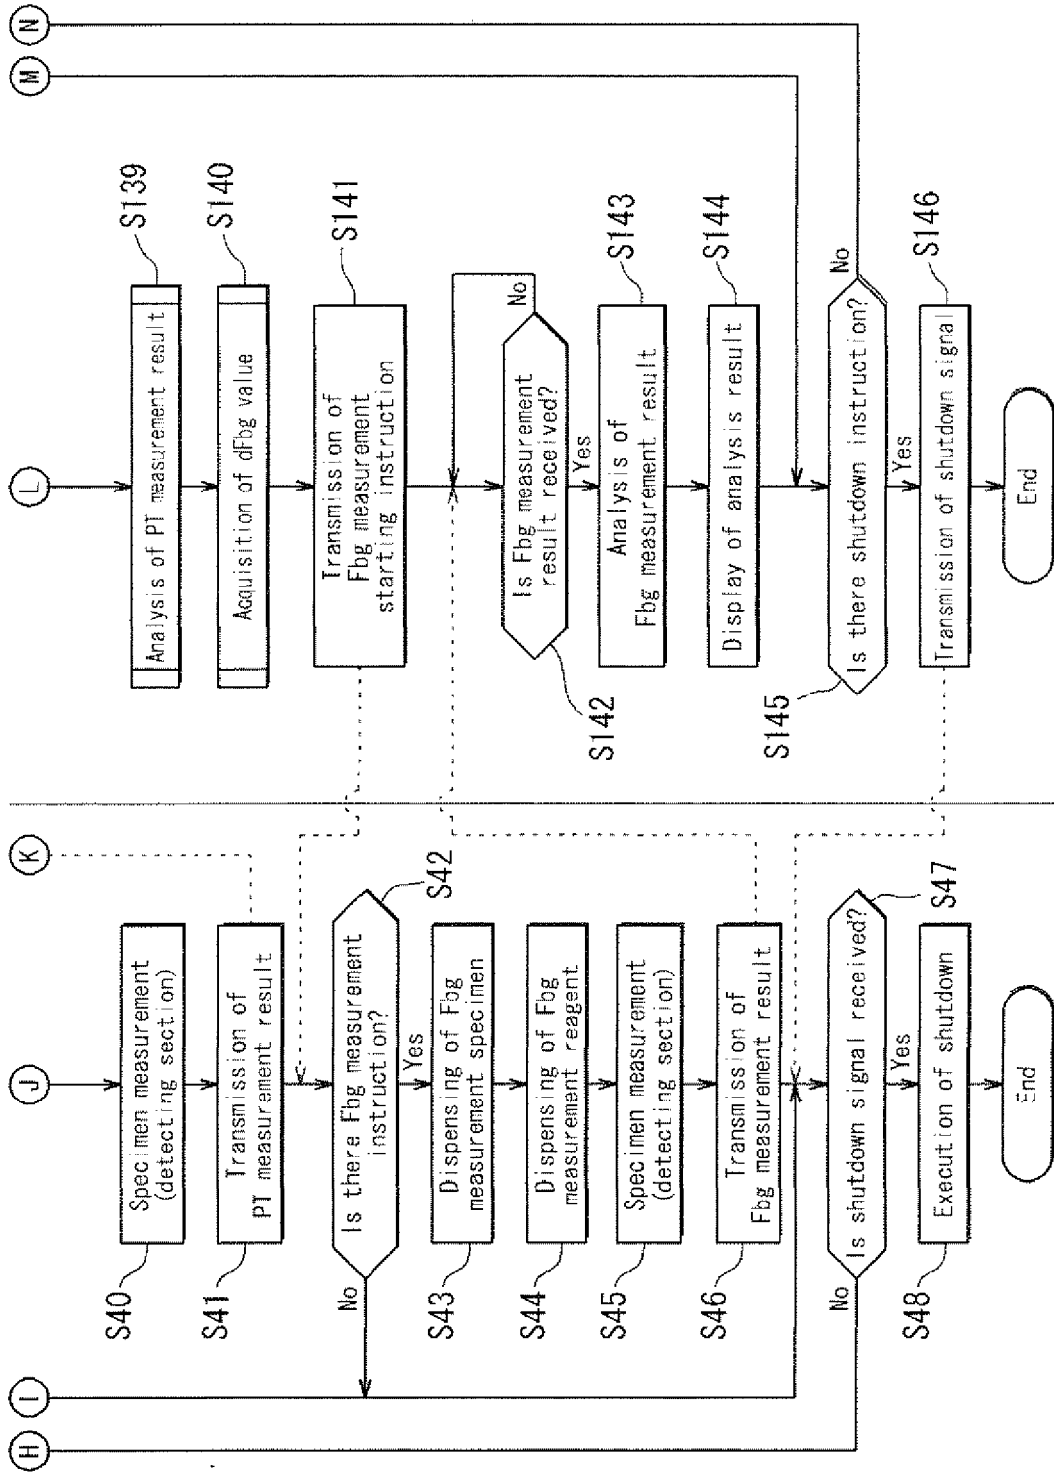 H
I
J
K
L
M
N
S40
Specimen measurement
(detecting section)
S41
Transmission of
PT measurement result
Is there Fbg measurement
instruction?
S42
No
Yes
S43
Dispensing of Fbg
measurement specimen
S44
Dispensing of Fbg
measurement reagent
S45
Specimen measurement
(detecting section)
S46
Transmission of
Fbg measurement result
Is shutdown signal received?
S47
No
Yes
S48
Execution of shutdown
End
Analysis of PT measurement result
S139
Acquisition of dFbg value
S140
Transmission of
Fbg measurement
starting instruction
S141
S142
Is Fbg measurement
result received?
No
Yes
Analysis of
Fbg measurement result
S143
Display of analysis result
S144
S145
Is there shutdown instruction?
No
Yes
Transmission of shutdown signal
S146
End